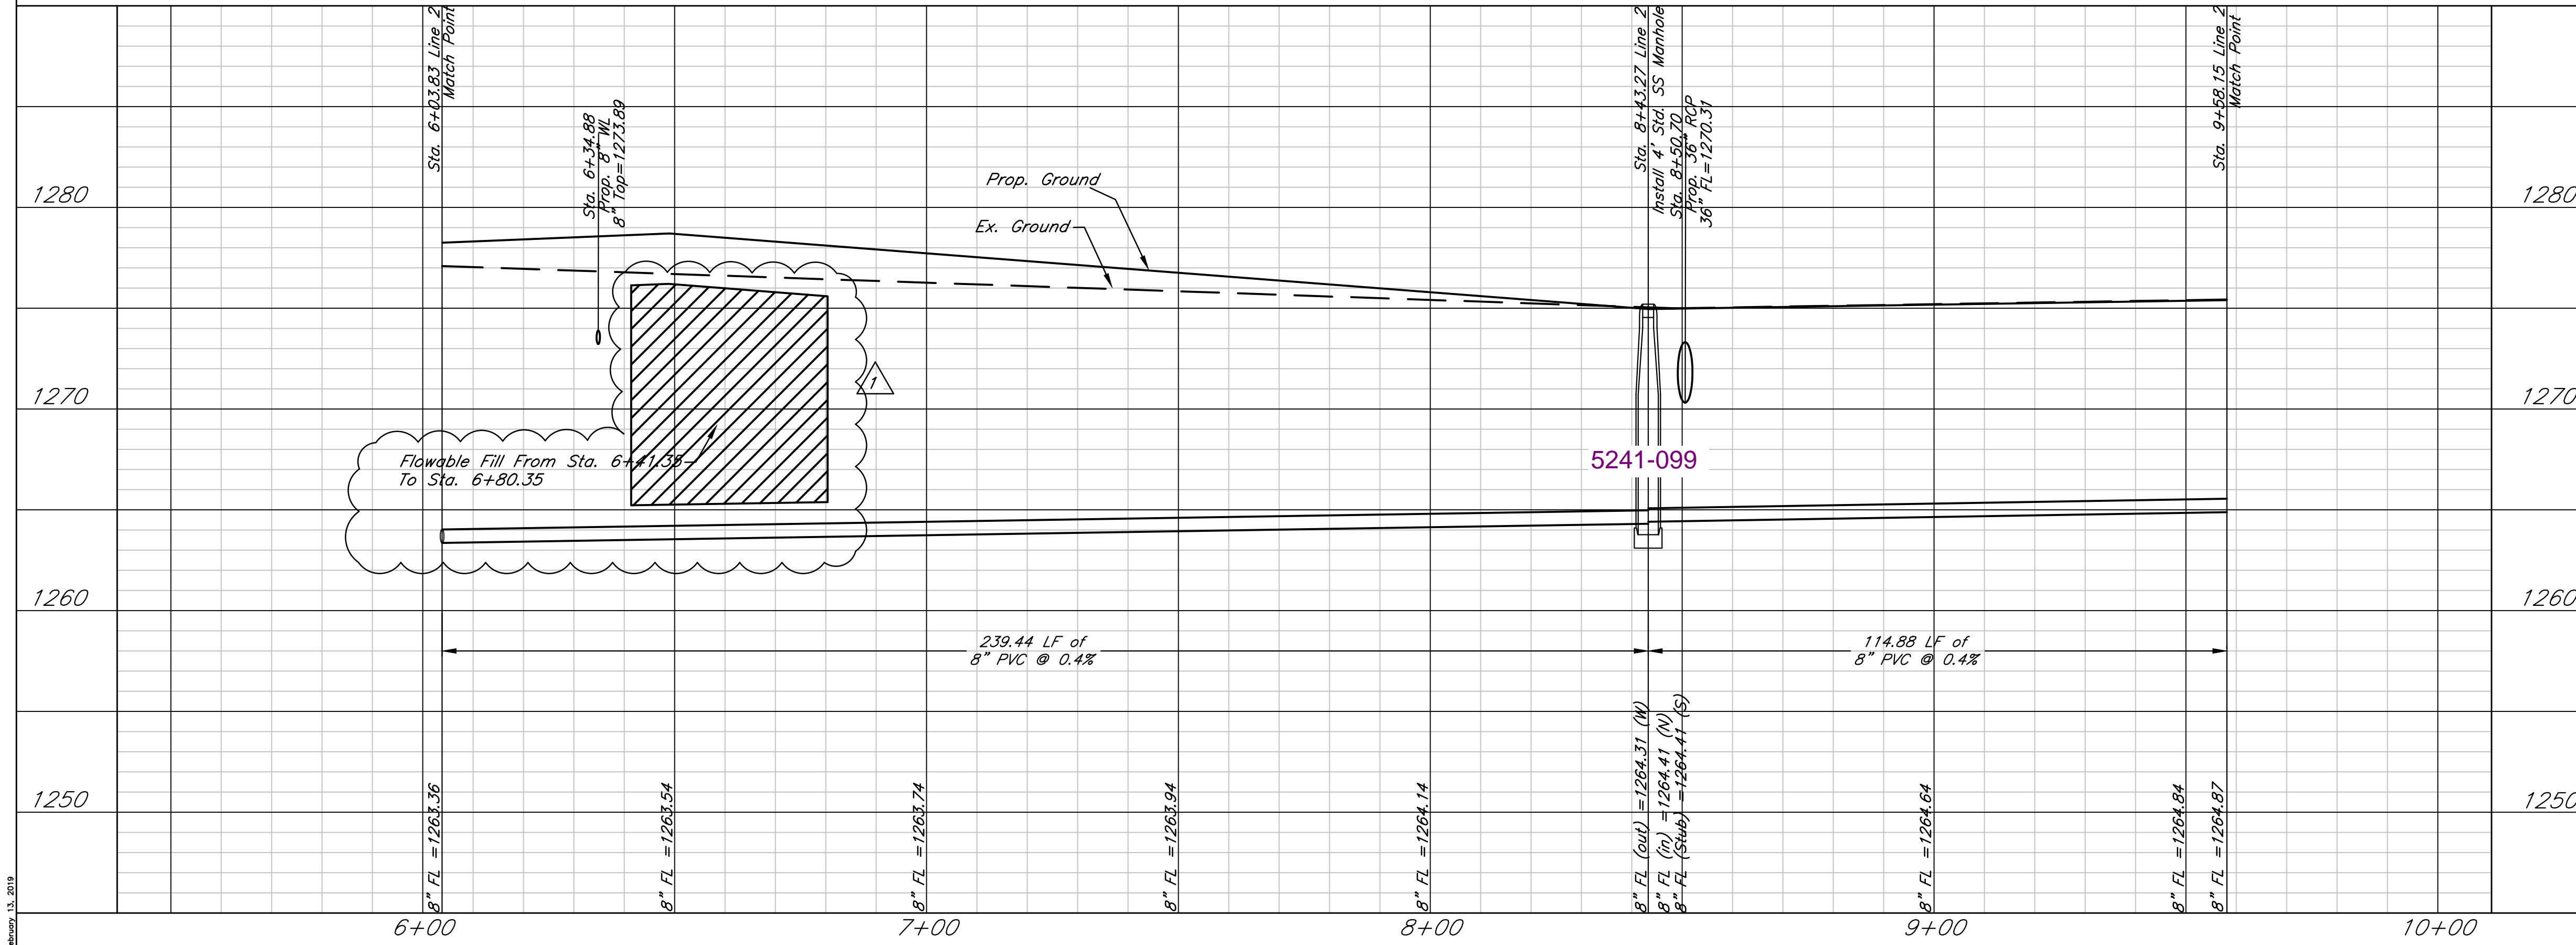 Sta. 6+03.83 Line 2
Match Point
Sta. 6+34.88
Prop. 8" WL
8" Top=1273.89
Prop. Ground
Ex. Ground
Sta. 8+43.27 Line 2
Install 4' Std. SS Manhole
Sta. 8+50.70
Prop. 36" RCP
36" FL=1270.31
Sta. 9+58.15 Line 2
Match Point
1280
1280
1270
1270
1
Flowable Fill From Sta. 6+41.35
To Sta. 6+80.35
5241-099
1260
1260
239.44 LF of
8" PVC @ 0.4%
114.88 LF of
8" PVC @ 0.4%
1250
1250
8" FL =1263.36
8" FL =1263.54
8" FL =1263.74
8" FL =1263.94
8" FL =1264.14
8" FL (out) =1264.31 (W)
8" FL (in) =1264.41 (N)
8" FL (Stub) =1264.41 (S)
8" FL =1264.64
8" FL =1264.84
8" FL =1264.87
6+00
7+00
8+00
9+00
10+00
ebruary 13, 2019